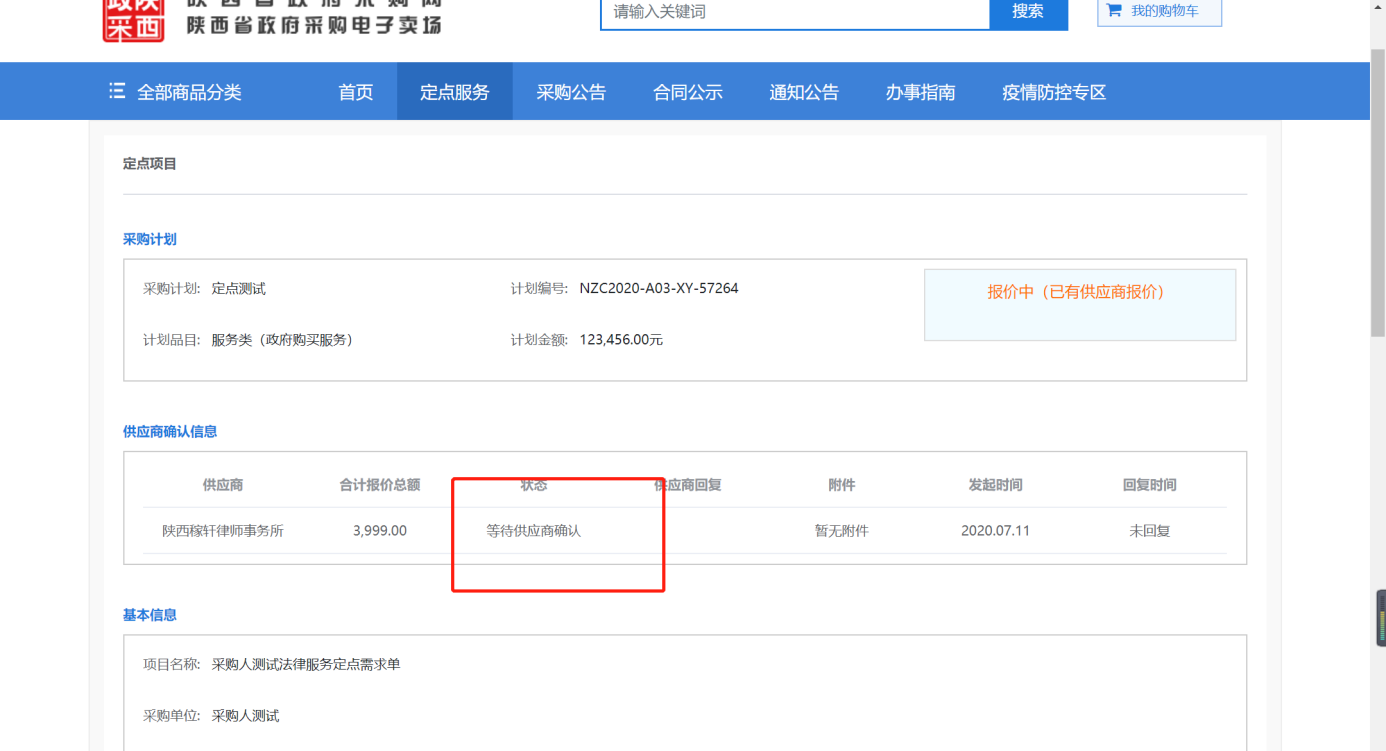 陕西省政府采购网
陕西省政府采购电子卖场
政陕
采西
请输入关键词
搜索
我的购物车
全部商品分类
首页
定点服务
采购公告
合同公示
通知公告
办事指南
疫情防控专区
定点项目
采购计划
采购计划: 定点测试
计划编号: NZC2020-A03-XY-57264
报价中（已有供应商报价）
计划品目: 服务类（政府购买服务）
计划金额: 123,456.00元
供应商确认信息
供应商 合计报价总额 状态 供应商回复 附件 发起时间 回复时间
陕西稼轩律师事务所 3,999.00 等待供应商确认 暂无附件 2020.07.11 未回复
基本信息
项目名称: 采购人测试法律服务定点需求单
采购单位: 采购人测试